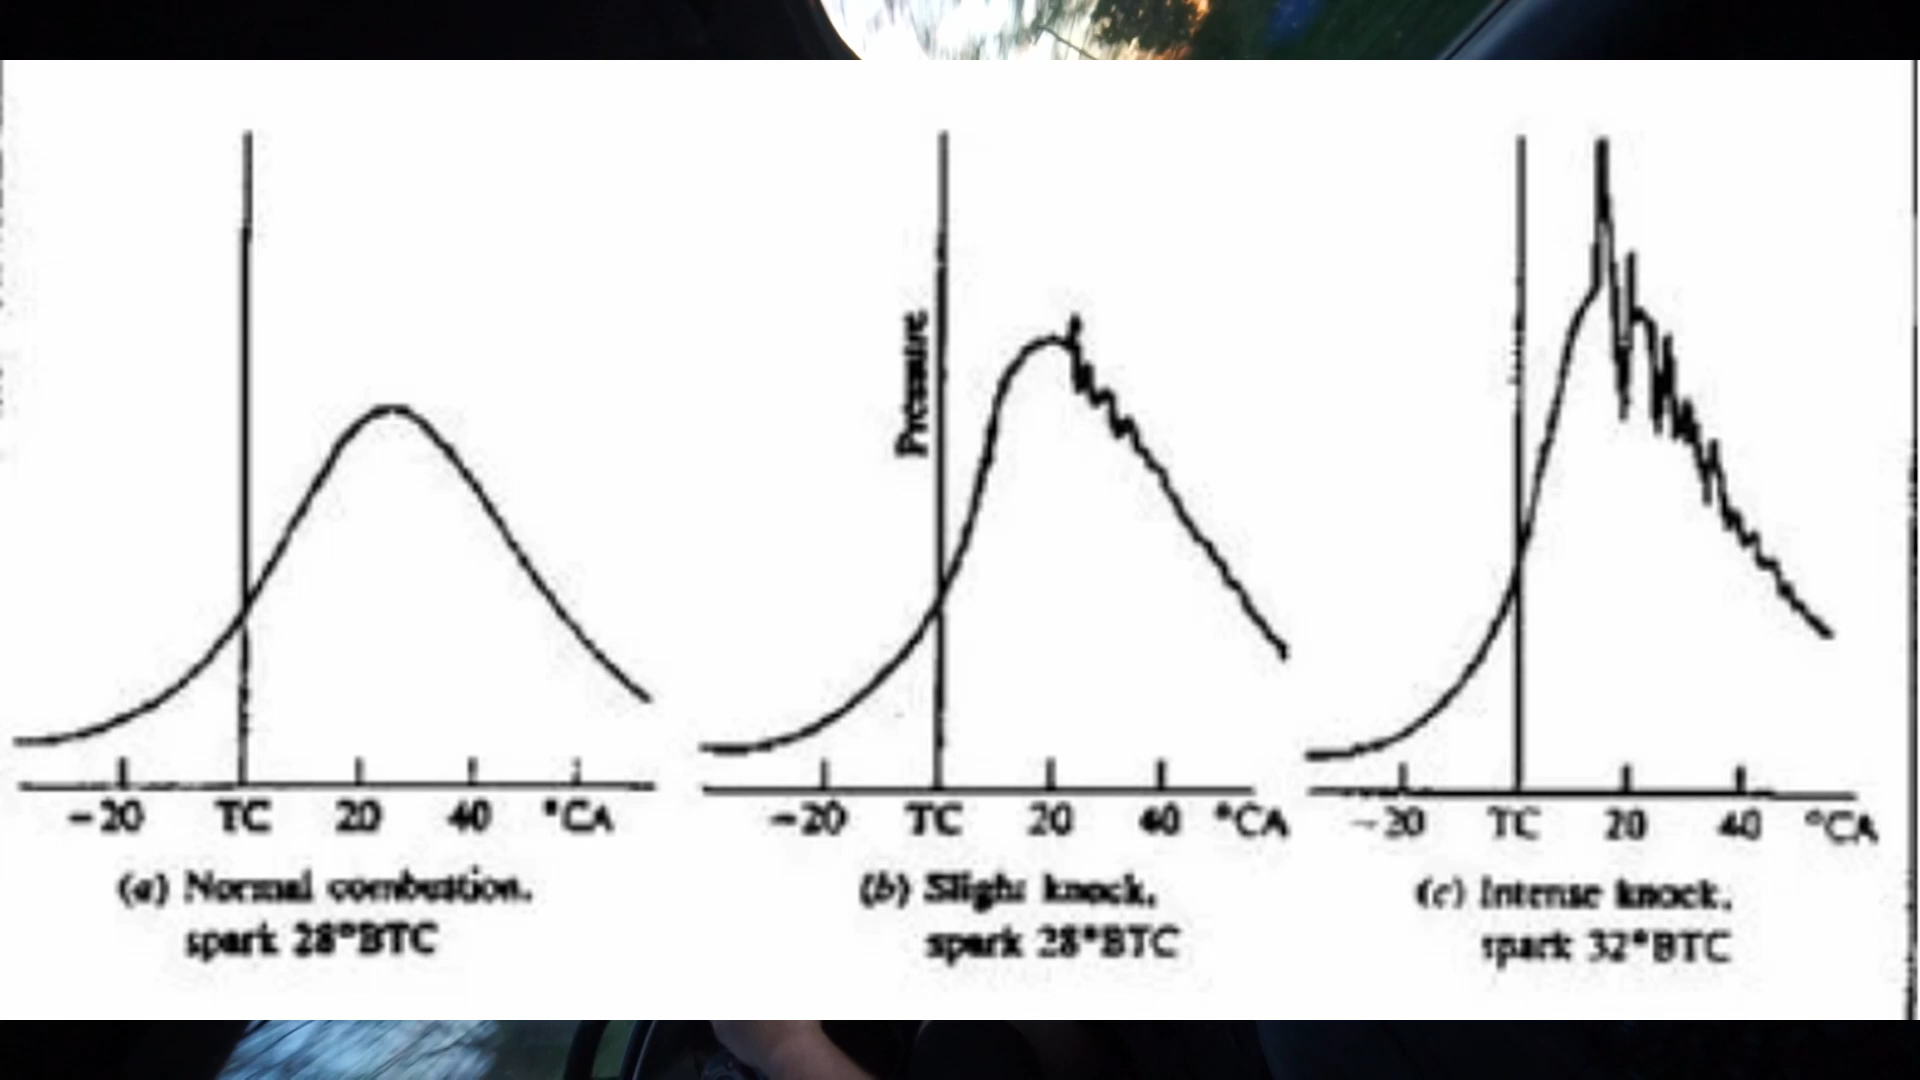 Pressure
-20 TC 20 40 °CA
-20 TC 20 40 °CA
-20 TC 20 40 °CA
(a) Normal combustion.
spark 28°BTC
(b) Slight knock.
spark 28°BTC
(c) Intense knock.
spark 32°BTC